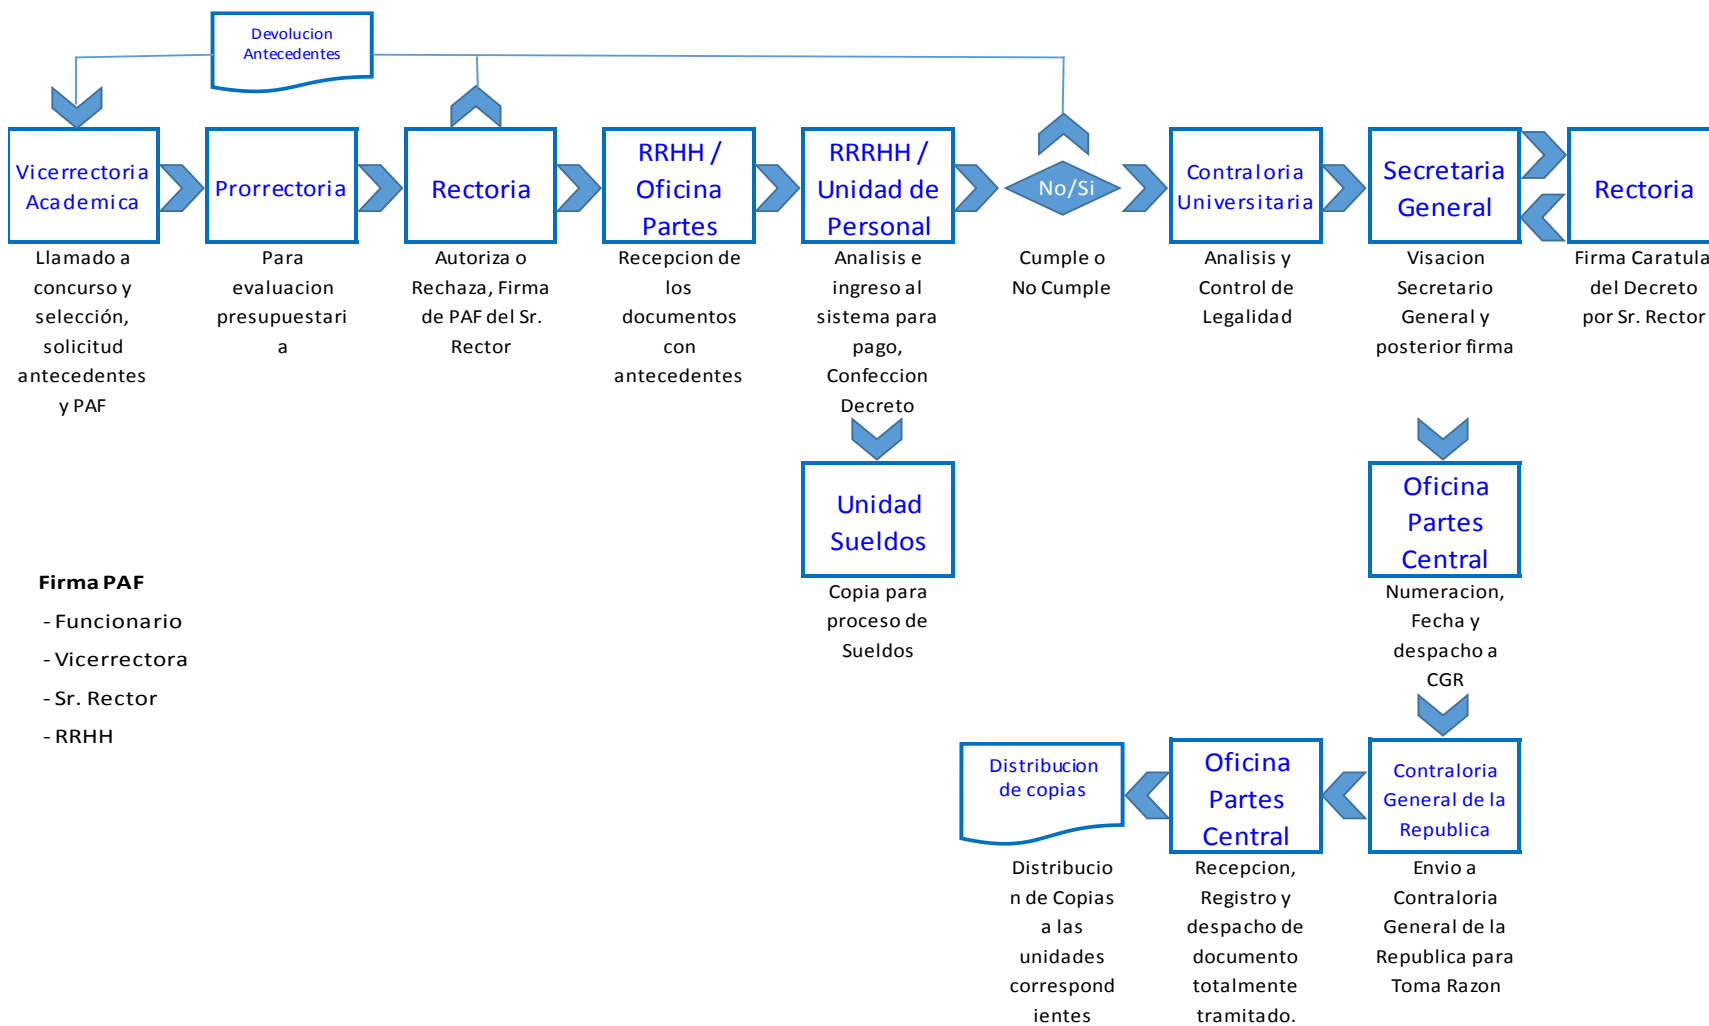 Devolucion
Antecedentes
Vicerrectoria
Academica
Llamado a
concurso y
selección,
solicitud
antecedentes
y PAF
Prorrectoria
Para
evaluacion
presupuestari
a
Rectoria
Autoriza o
Rechaza, Firma
de PAF del Sr.
Rector
RRHH /
Oficina
Partes
Recepcion de
los
documentos
con
antecedentes
RRRHH /
Unidad de
Personal
Analisis e
ingreso al
sistema para
pago,
Confeccion
Decreto
No/Si
Cumple o
No Cumple
Contraloria
Universitaria
Analisis y
Control de
Legalidad
Secretaria
General
Visacion
Secretario
General y
posterior firma
Rectoria
Firma Caratula
del Decreto
por Sr. Rector
Unidad
Sueldos
Copia para
proceso de
Sueldos
Oficina
Partes
Central
Numeracion,
Fecha y
despacho a
CGR
Firma PAF
- Funcionario
- Vicerrectora
- Sr. Rector
- RRHH
Distribucion
de copias
Distribucio
n de Copias
a las
unidades
correspond
ientes
Oficina
Partes
Central
Recepcion,
Registro y
despacho de
documento
totalmente
tramitado.
Contraloria
General de la
Republica
Envio a
Contraloria
General de la
Republica para
Toma Razon